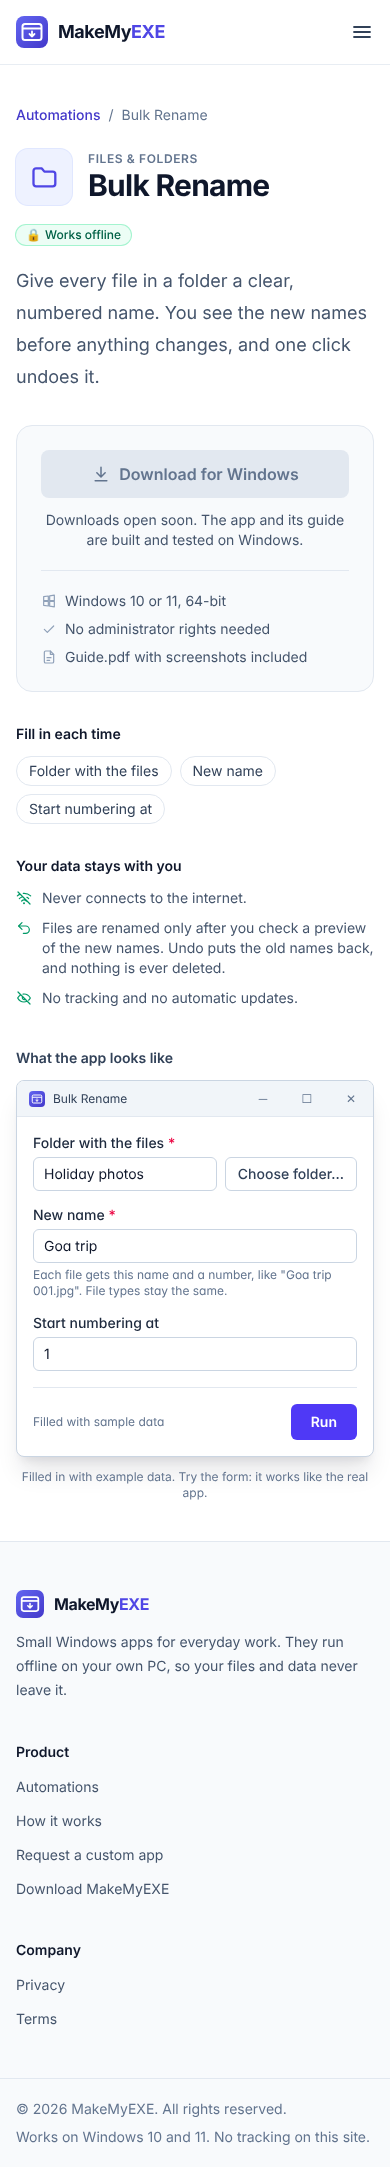 MakeMyEXE
Automations / Bulk Rename
FILES & FOLDERS
Bulk Rename
🔒 Works offline
Give every file in a folder a clear,
numbered name. You see the new names
before anything changes, and one click
undoes it.
Download for Windows
Downloads open soon. The app and its guide
are built and tested on Windows.
Windows 10 or 11, 64-bit
No administrator rights needed
Guide.pdf with screenshots included
Fill in each time
Folder with the files
New name
Start numbering at
Your data stays with you
Never connects to the internet.
Files are renamed only after you check a preview
of the new names. Undo puts the old names back,
and nothing is ever deleted.
No tracking and no automatic updates.
What the app looks like
Bulk Rename
Folder with the files *
Holiday photos
Choose folder...
New name *
Goa trip
Each file gets this name and a number, like "Goa trip
001.jpg". File types stay the same.
Start numbering at
1
Filled with sample data
Run
Filled in with example data. Try the form: it works like the real
app.
MakeMyEXE
Small Windows apps for everyday work. They run
offline on your own PC, so your files and data never
leave it.
Product
Automations
How it works
Request a custom app
Download MakeMyEXE
Company
Privacy
Terms
© 2026 MakeMyEXE. All rights reserved.
Works on Windows 10 and 11. No tracking on this site.